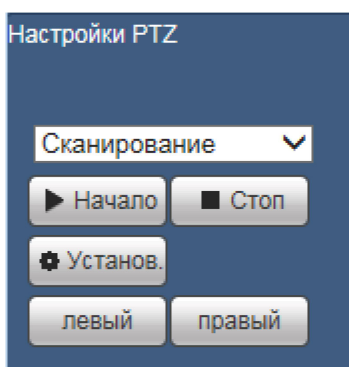 Настройки PTZ
Сканирование
Начало Стоп
Установ.
левый правый